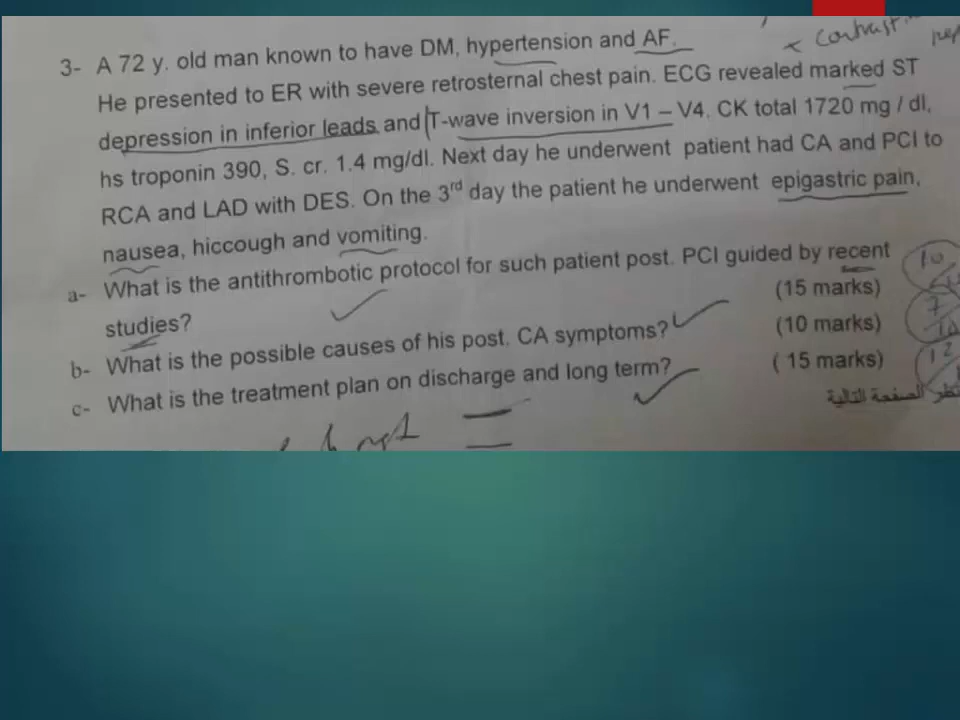 × contrast
3- A 72 y. old man known to have DM, hypertension and AF.
He presented to ER with severe retrosternal chest pain. ECG revealed marked ST
depression in inferior leads and T-wave inversion in V1 – V4. CK total 1720 mg / dl,
hs troponin 390, S. cr. 1.4 mg/dl. Next day he underwent patient had CA and PCI to
RCA and LAD with DES. On the 3rd day the patient he underwent epigastric pain,
nausea, hiccough and vomiting.
a- What is the antithrombotic protocol for such patient post. PCI guided by recent
studies? (15 marks)
10
b- What is the possible causes of his post. CA symptoms? (10 marks)
7
c- What is the treatment plan on discharge and long term? ( 15 marks)
12
الصفحة التالية